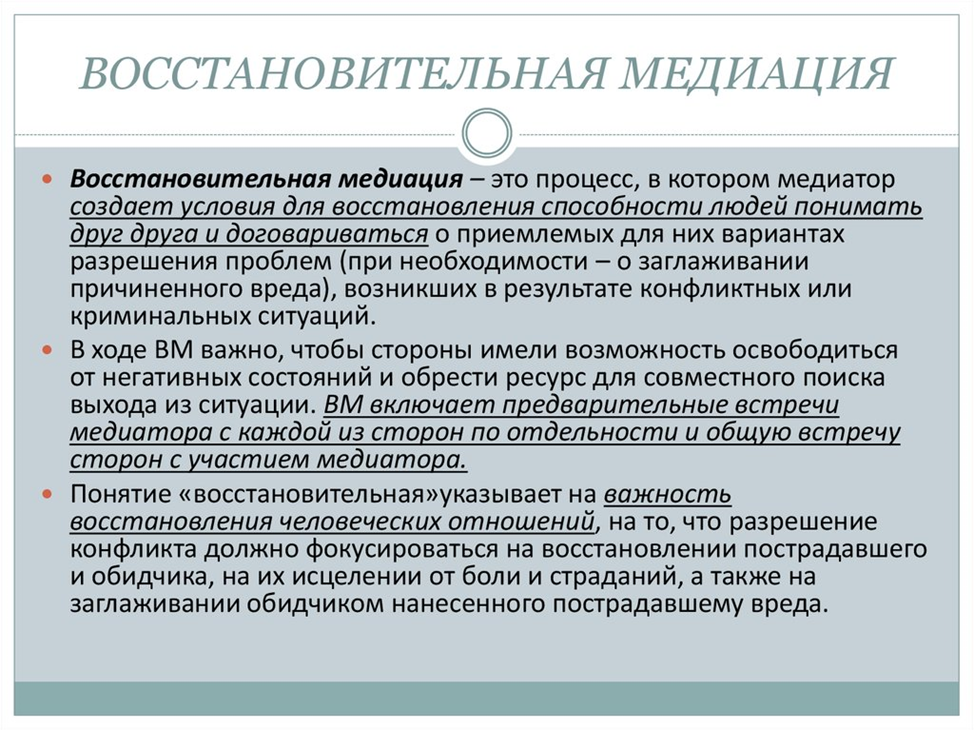 ВОССТАНОВИТЕЛЬНАЯ МЕДИАЦИЯ
• Восстановительная медиация – это процесс, в котором медиатор
создает условия для восстановления способности людей понимать
друг друга и договариваться о приемлемых для них вариантах
разрешения проблем (при необходимости – о заглаживании
причиненного вреда), возникших в результате конфликтных или
криминальных ситуаций.
• В ходе ВМ важно, чтобы стороны имели возможность освободиться
от негативных состояний и обрести ресурс для совместного поиска
выхода из ситуации. ВМ включает предварительные встречи
медиатора с каждой из сторон по отдельности и общую встречу
сторон с участием медиатора.
• Понятие «восстановительная»указывает на важность
восстановления человеческих отношений, на то, что разрешение
конфликта должно фокусироваться на восстановлении пострадавшего
и обидчика, на их исцелении от боли и страданий, а также на
заглаживании обидчиком нанесенного пострадавшему вреда.